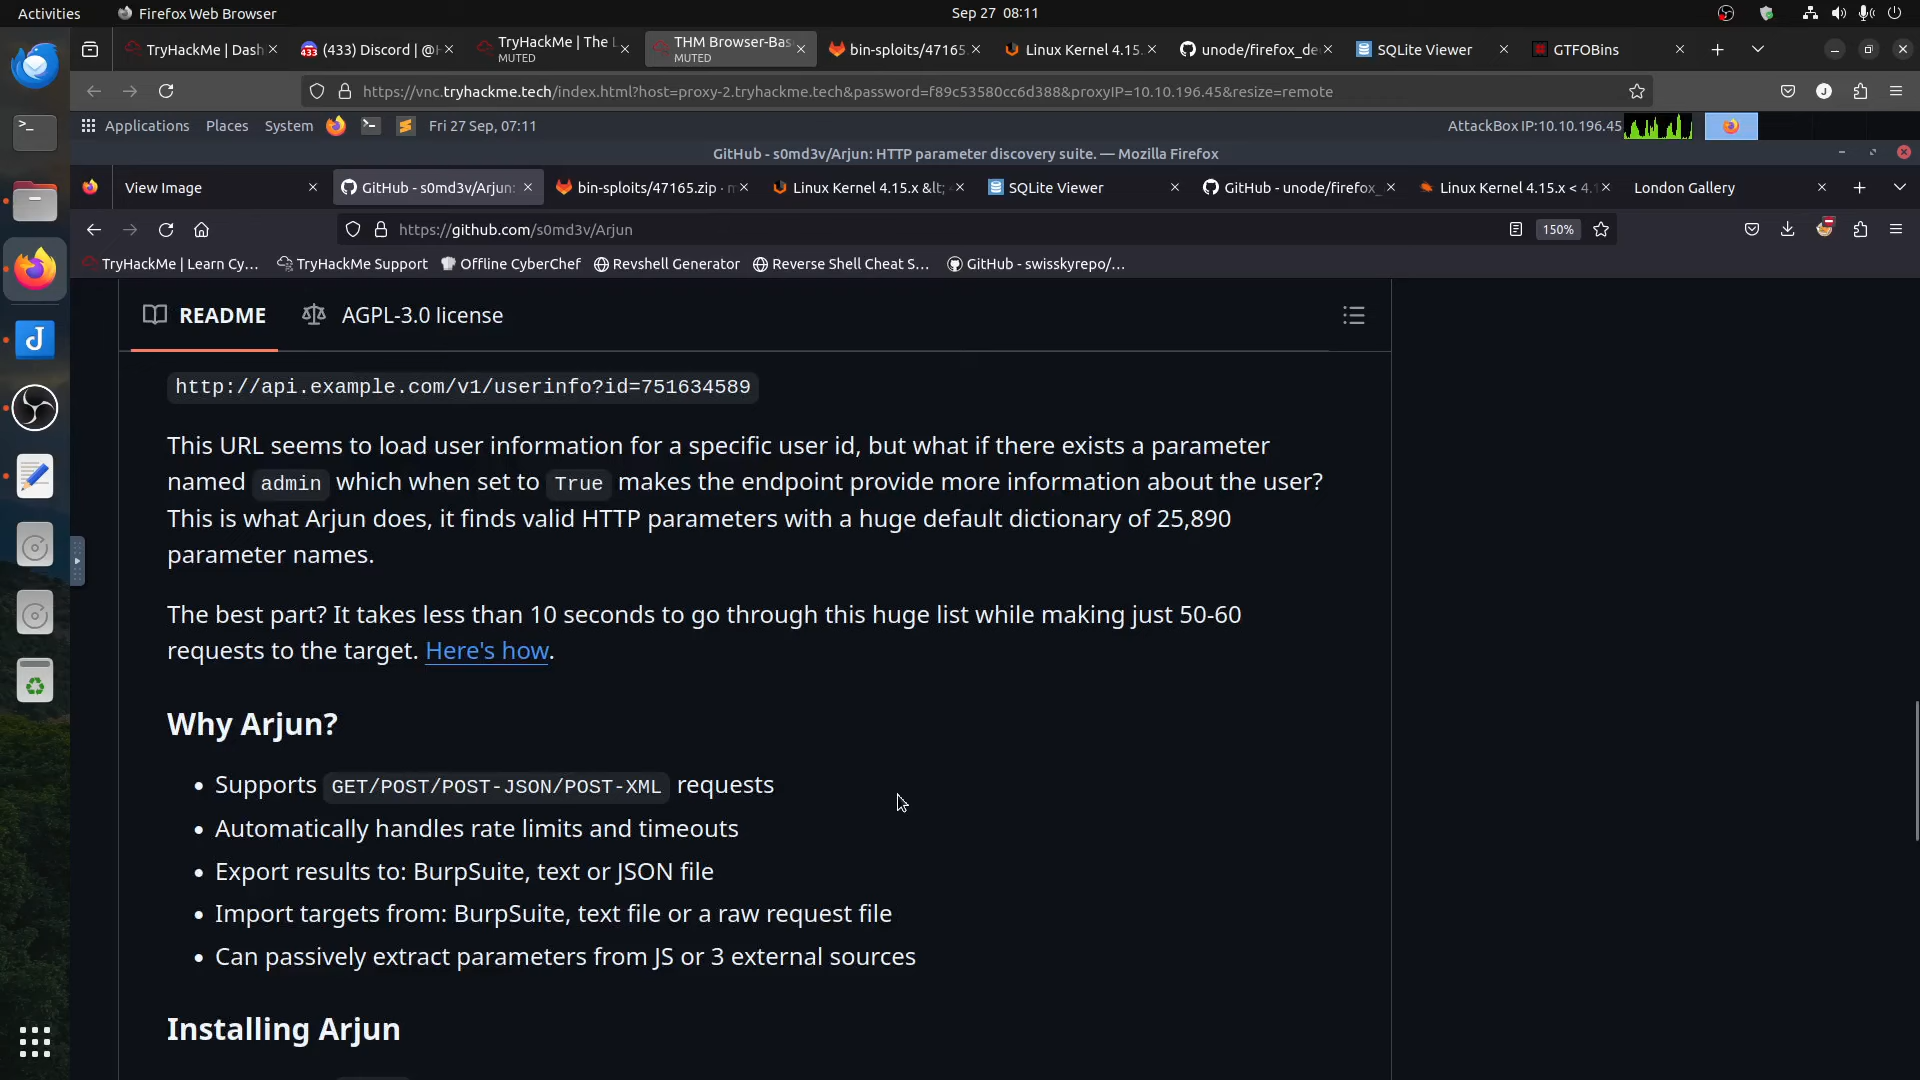 Activities
Firefox Web Browser
Sep 27 08:11
TryHackMe | Dash
(433) Discord | @H
TryHackMe | The L
MUTED
THM Browser-Bas
MUTED
bin-sploits/47165
Linux Kernel 4.15.
unode/firefox_de
SQLite Viewer
GTFOBins
https://vnc.tryhackme.tech/index.html?host=proxy-2.tryhackme.tech&password=f89c53580cc6d388&proxyIP=10.10.196.45&resize=remote
Applications
Places
System
Fri 27 Sep, 07:11
AttackBox IP:10.10.196.45
GitHub - s0md3v/Arjun: HTTP parameter discovery suite. — Mozilla Firefox
View Image
GitHub - s0md3v/Arjun:
bin-sploits/47165.zip · m
Linux Kernel 4.15.x &lt;
SQLite Viewer
GitHub - unode/firefox_
Linux Kernel 4.15.x < 4.1
London Gallery
https://github.com/s0md3v/Arjun
150%
TryHackMe | Learn Cy...
TryHackMe Support
Offline CyberChef
Revshell Generator
Reverse Shell Cheat S...
GitHub - swisskyrepo/...
README
AGPL-3.0 license
http://api.example.com/v1/userinfo?id=751634589
This URL seems to load user information for a specific user id, but what if there exists a parameter
named admin which when set to True makes the endpoint provide more information about the user?
This is what Arjun does, it finds valid HTTP parameters with a huge default dictionary of 25,890
parameter names.
The best part? It takes less than 10 seconds to go through this huge list while making just 50-60
requests to the target. Here's how.
Why Arjun?
• Supports GET/POST/POST-JSON/POST-XML requests
• Automatically handles rate limits and timeouts
• Export results to: BurpSuite, text or JSON file
• Import targets from: BurpSuite, text file or a raw request file
• Can passively extract parameters from JS or 3 external sources
Installing Arjun